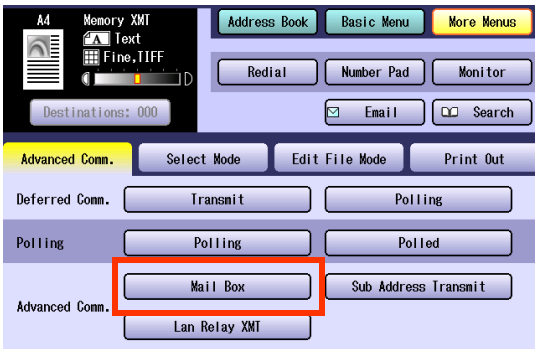 A4 Memory XMT Address Book Basic Menu More Menus
A Text
Fine,TIFF
D Redial Number Pad Monitor
Destinations: 000 Email Search
Advanced Comm. Select Mode Edit File Mode Print Out
Deferred Comm. Transmit Polling
Polling Polling Polled
Mail Box Sub Address Transmit
Advanced Comm.
Lan Relay XMT